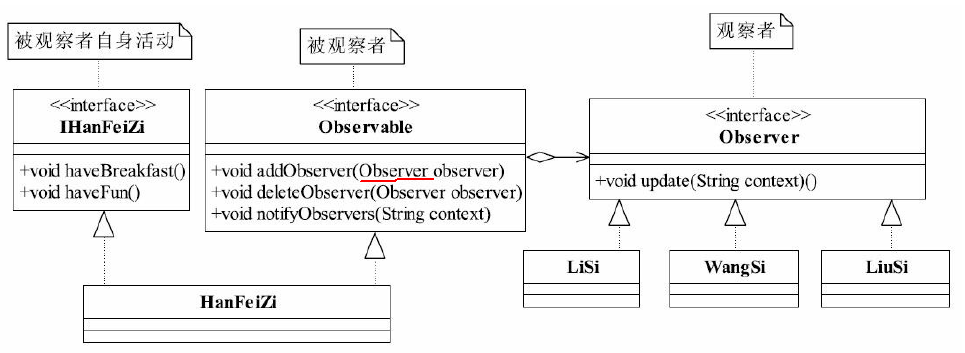 被观察者自身活动
<<interface>>
IHanFeiZi
+void haveBreakfast()
+void haveFun()
被观察者
<<interface>>
Observable
+void addObserver(Observer observer)
+void deleteObserver(Observer observer)
+void notifyObservers(String context)
观察者
<<interface>>
Observer
+void update(String context)()
HanFeiZi
LiSi
WangSi
LiuSi